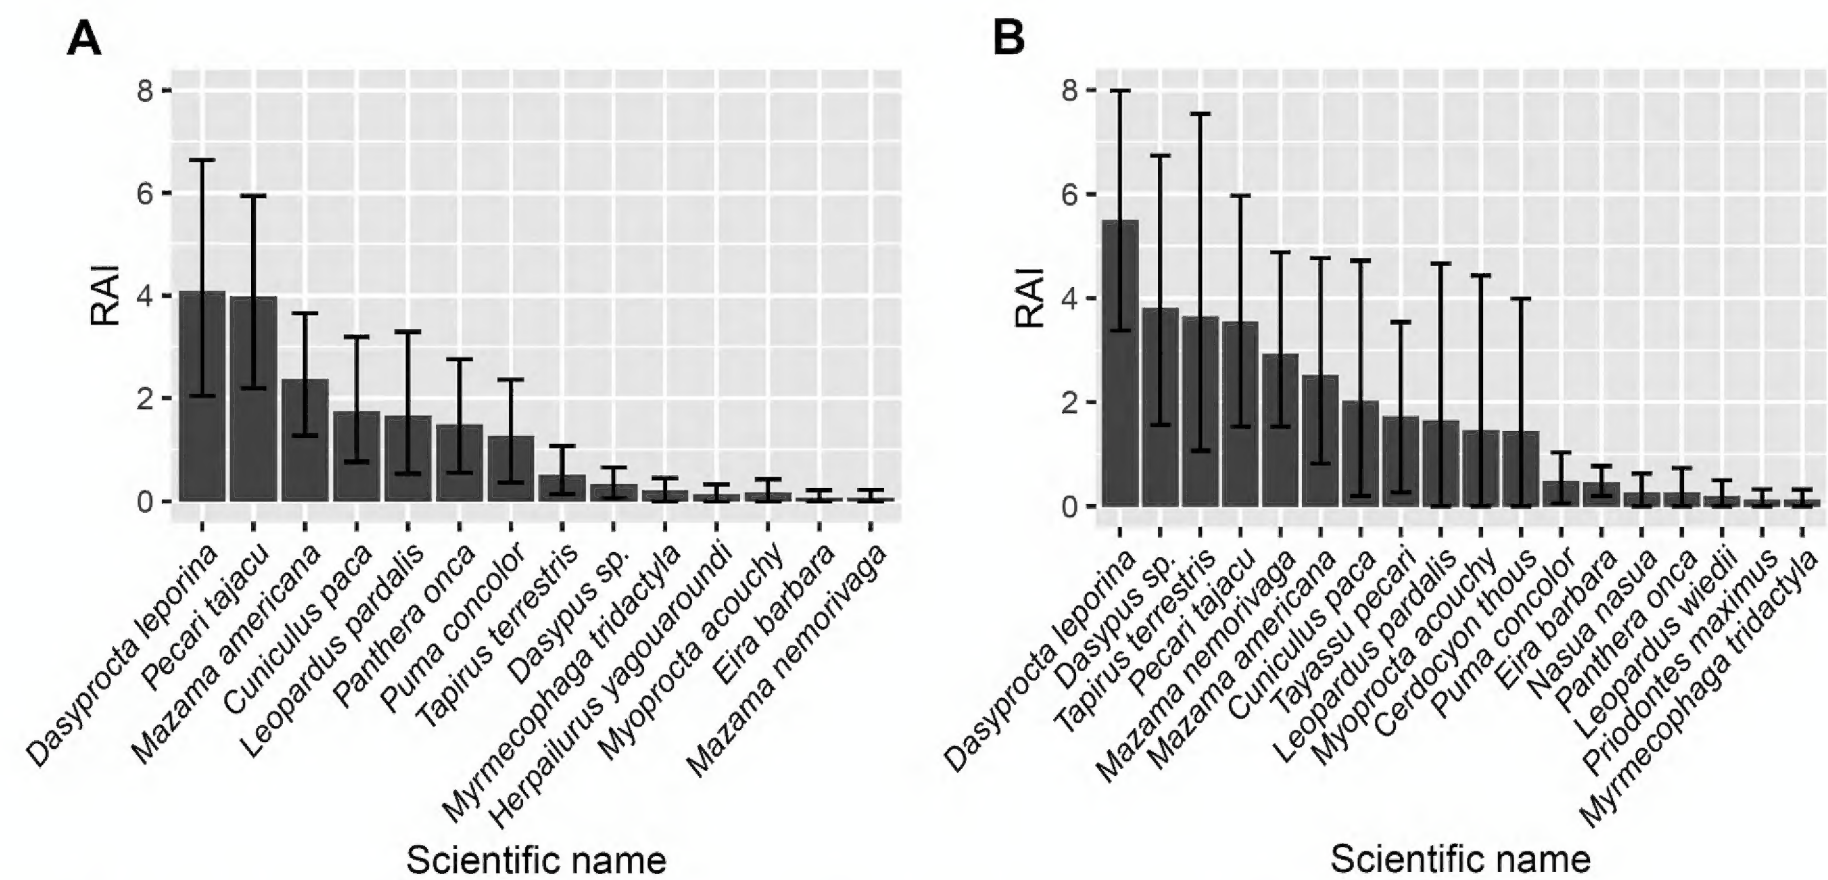 A
RAI
8
6
4
2
0
Dasyprocta leporina
Pecari tajacu
Mazama americana
Cuniculus paca
Leopardus pardalis
Panthera onca
Puma concolor
Tapirus terrestris
Dasypus sp.
Myrmecophaga tridactyla
Herpailurus yagouaroundi
Myoprocta acouchy
Eira barbara
Mazama nemorivaga
Scientific name
B
RAI
8
6
4
2
0
Dasyprocta leporina
Dasypus sp.
Tapirus terrestris
Pecari tajacu
Mazama nemorivaga
Mazama americana
Cuniculus paca
Tayassu pecari
Leopardus pardalis
Myoprocta acouchy
Cerdocyon thous
Puma concolor
Eira barbara
Nasua nasua
Panthera onca
Leopardus wiedii
Priodontes maximus
Myrmecophaga tridactyla
Scientific name